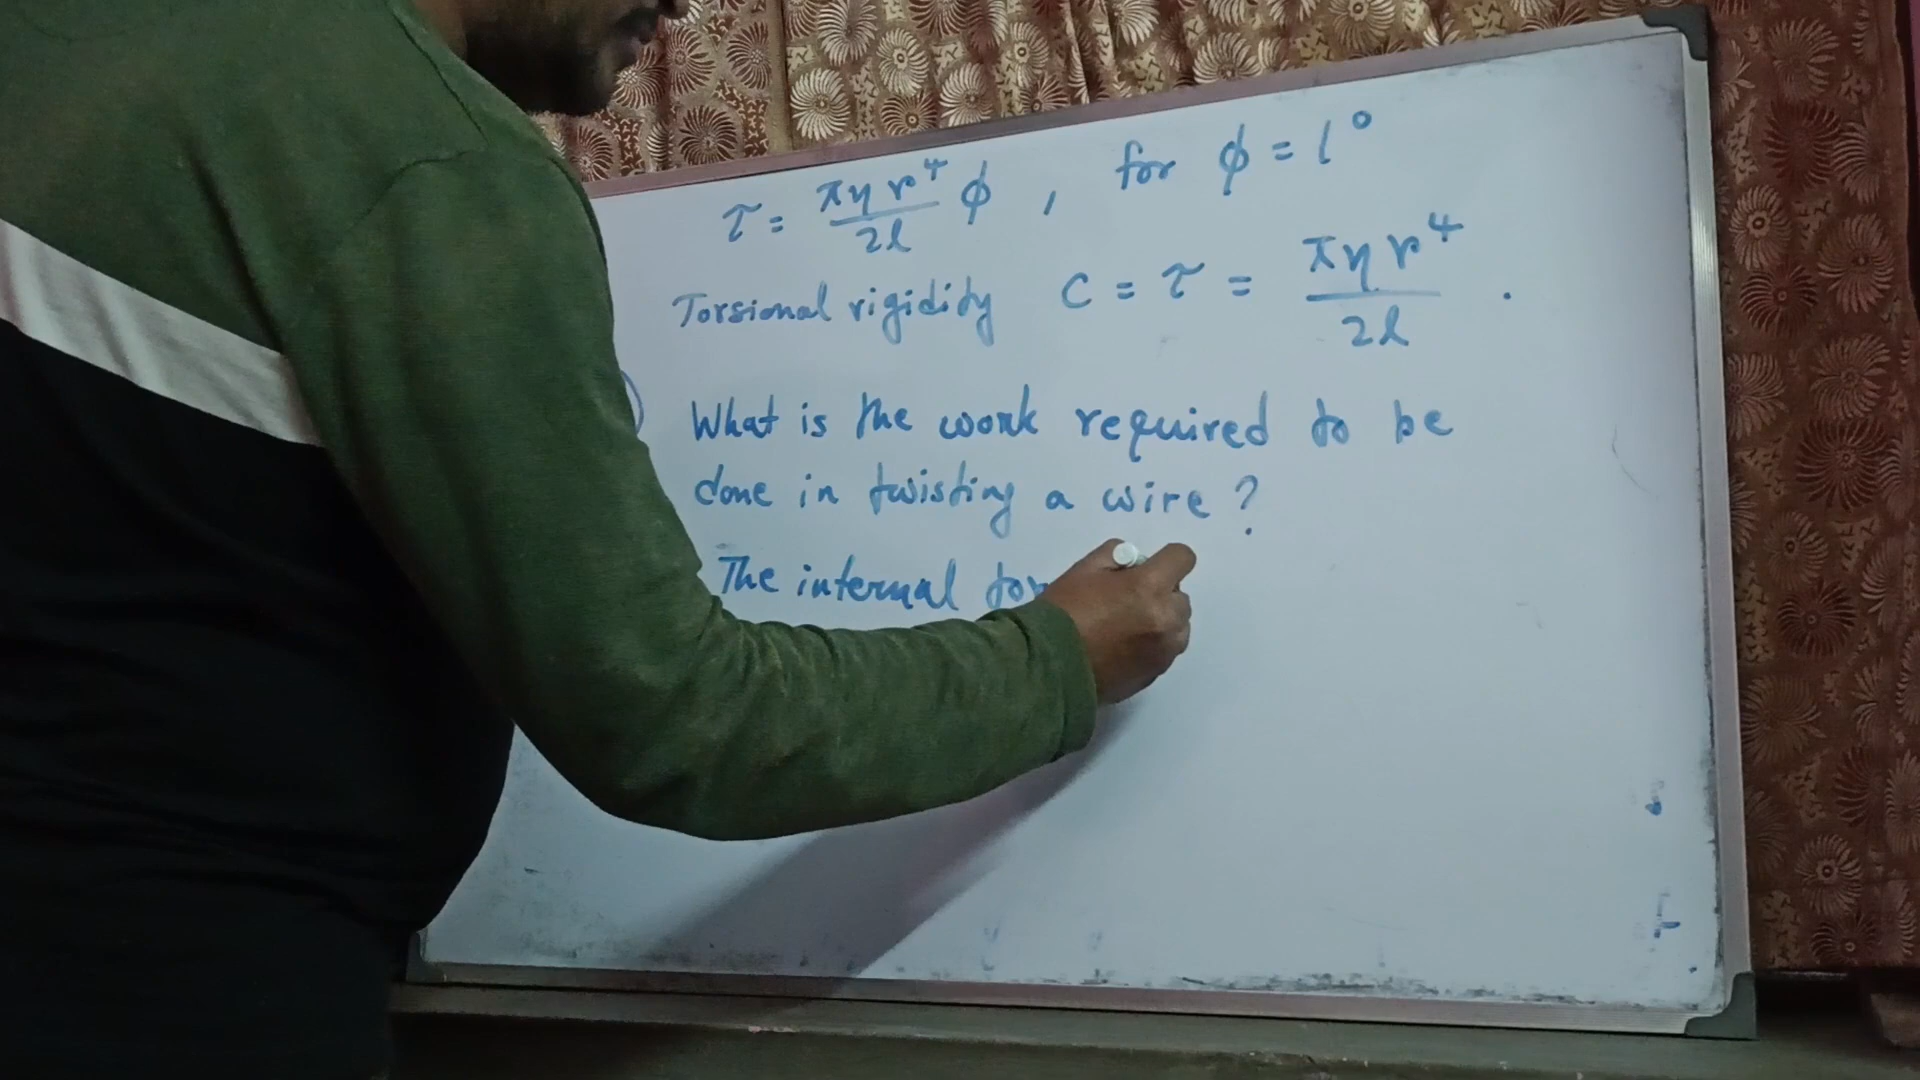 τ = πηr⁴/2l ϕ , for ϕ = 1°
Torsional rigidity C = τ = πηr⁴/2l .
What is the work required to be
done in twisting a wire ?
The internal